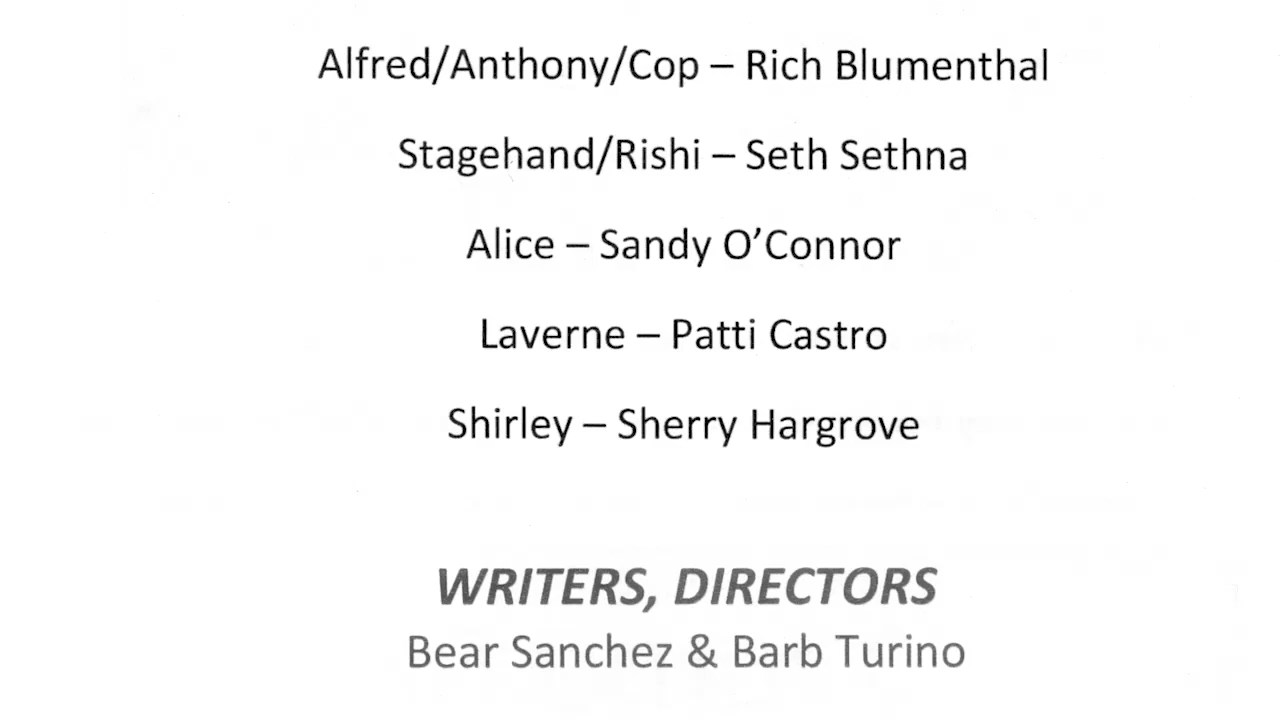 Alfred/Anthony/Cop – Rich Blumenthal
Stagehand/Rishi – Seth Sethna
Alice – Sandy O’Connor
Laverne – Patti Castro
Shirley – Sherry Hargrove
WRITERS, DIRECTORS
Bear Sanchez & Barb Turino